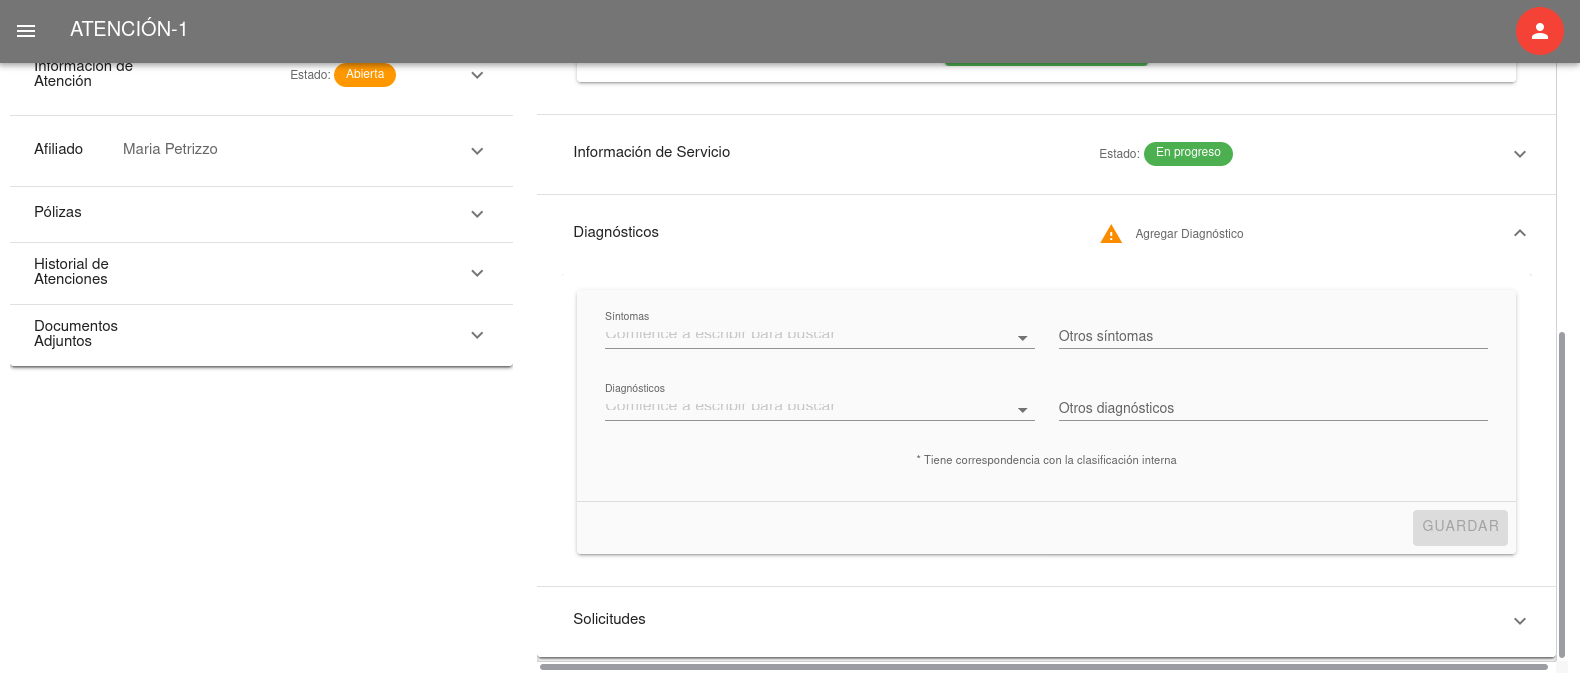 ATENCIÓN-1
Información de
Atención
Estado: Abierta
Afiliado Maria Petrizzo
Pólizas
Historial de
Atenciones
Documentos
Adjuntos
Información de Servicio Estado: En progreso
Diagnósticos Agregar Diagnóstico
Síntomas
Comience a escribir para buscar Otros síntomas
Diagnósticos
Comience a escribir para buscar Otros diagnósticos
* Tiene correspondencia con la clasificación interna
GUARDAR
Solicitudes